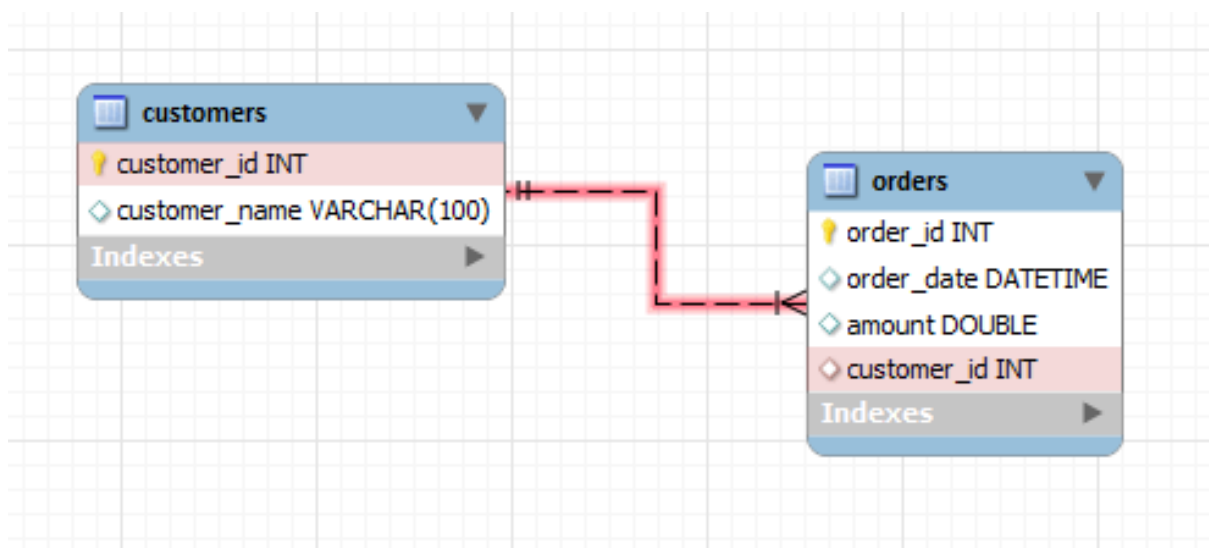 customers
customer_id INT
customer_name VARCHAR(100)
Indexes
orders
order_id INT
order_date DATETIME
amount DOUBLE
customer_id INT
Indexes